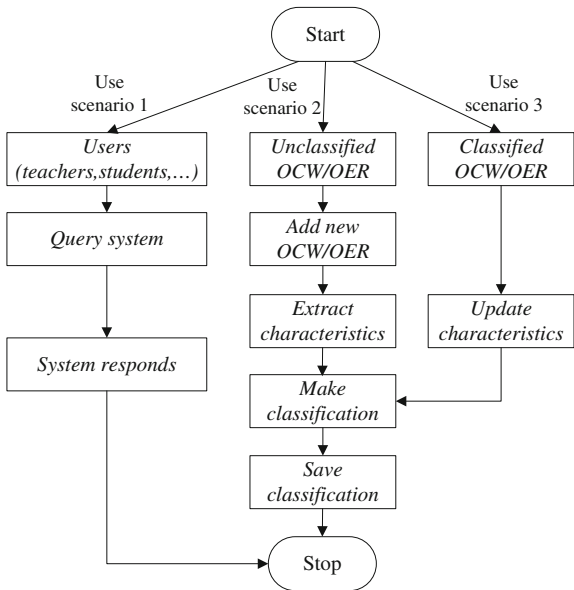 Start
Use
scenario 1
Use
scenario 2
Use
scenario 3
Users
(teachers,students,…)
Unclassified
OCW/OER
Classified
OCW/OER
Query system
Add new
OCW/OER
Extract
characteristics
Update
characteristics
System responds
Make
classification
Save
classification
Stop